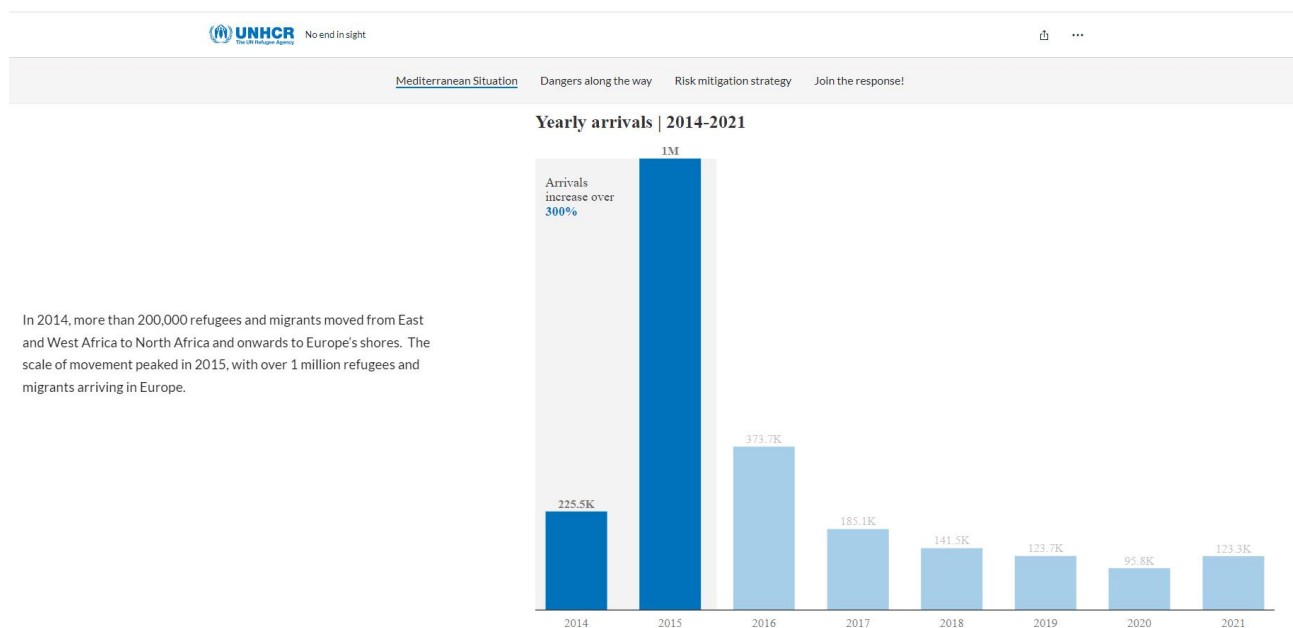 UNHCR
The UN Refugee Agency
No end in sight
Mediterranean Situation
Dangers along the way
Risk mitigation strategy
Join the response!
Yearly arrivals | 2014-2021
In 2014, more than 200,000 refugees and migrants moved from East
and West Africa to North Africa and onwards to Europe's shores.  The
scale of movement peaked in 2015, with over 1 million refugees and
migrants arriving in Europe.
Arrivals
increase over
300%
225.5K
1M
373.7K
185.1K
141.5K
123.7K
95.8K
123.3K
2014
2015
2016
2017
2018
2019
2020
2021